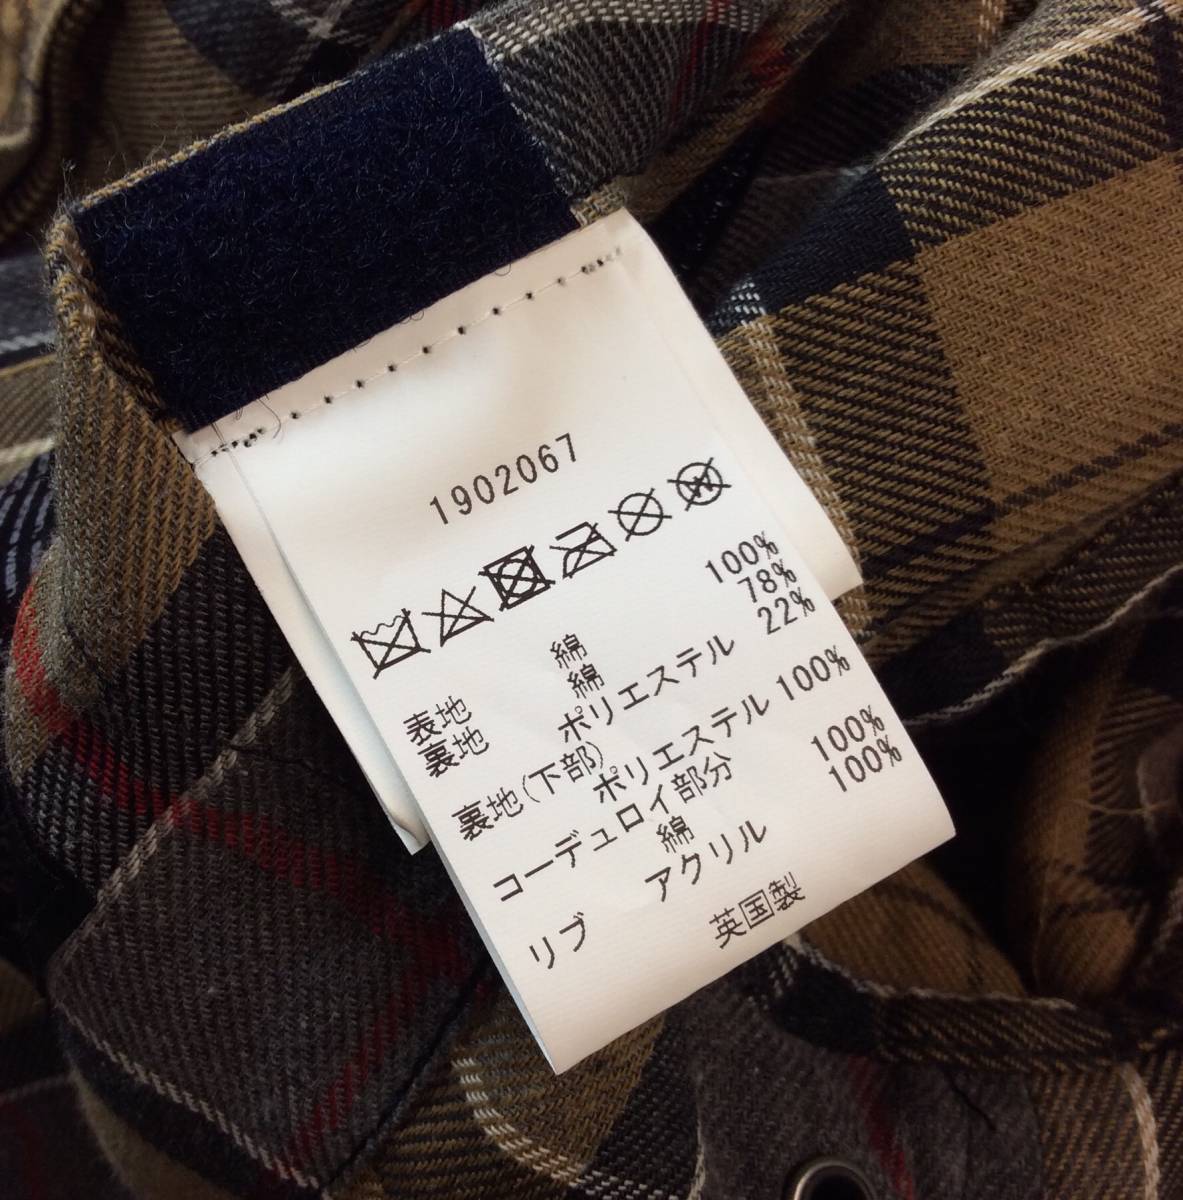 1902067
表地 綿 100%
裏地 綿 78%
ポリエステル 22%
裏地(下部)
ポリエステル 100%
コーデュロイ部分
綿 100%
リブ アクリル 100%
英国製